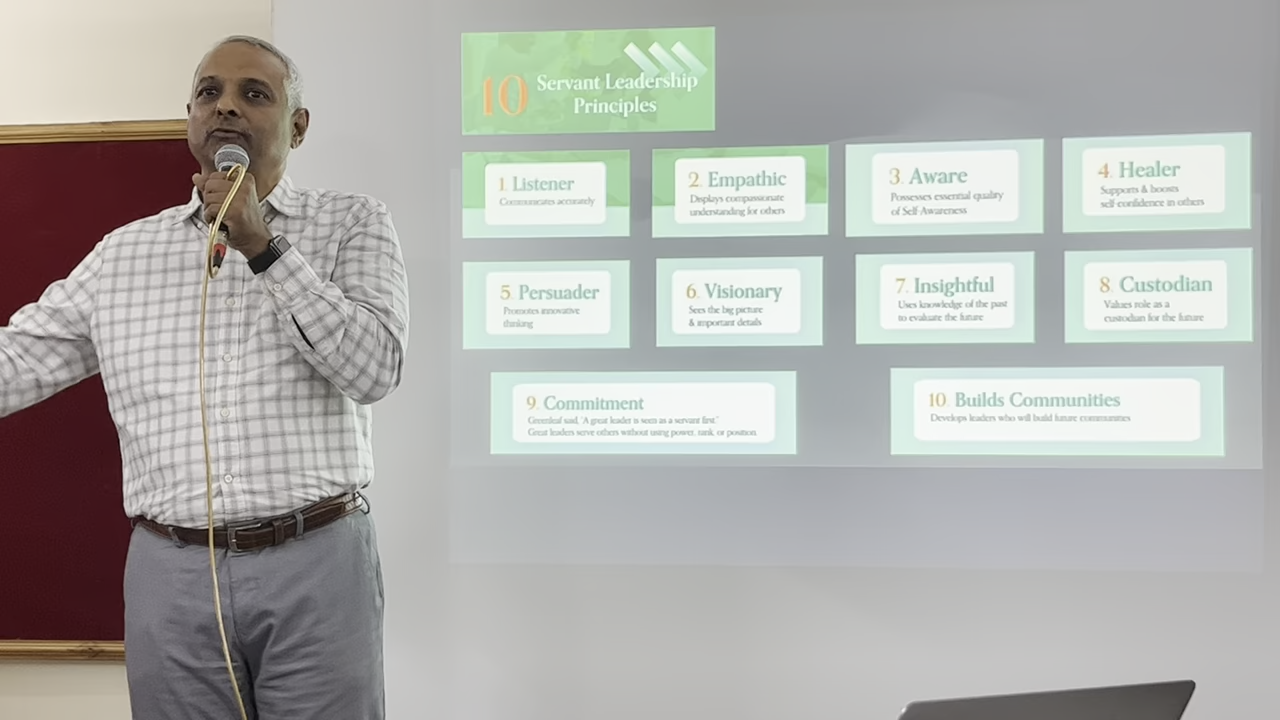 10 Servant Leadership
Principles
1. Listener
Communicates accurately
2. Empathic
Displays compassionate
understanding for others
3. Aware
Possesses essential quality
of Self-Awareness
4. Healer
Supports & boosts
self-confidence in others
5. Persuader
Promotes innovative
thinking
6. Visionary
Sees the big picture
& important details
7. Insightful
Uses knowledge of the past
to evaluate the future
8. Custodian
Values role as a
custodian for the future
9. Commitment
Greenleaf said, "A great leader is seen as a servant first."
Great leaders serve others without using power, rank, or position.
10. Builds Communities
Develops leaders who will build future communities